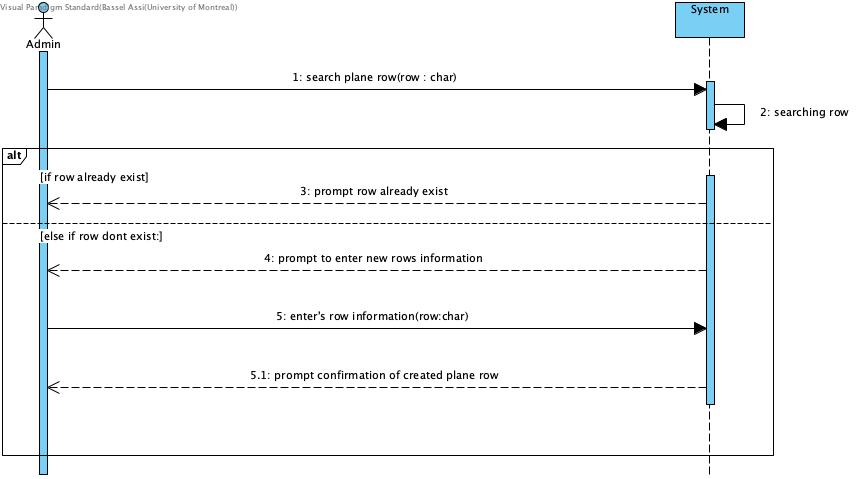 Visual Paradigm Standard(Bassel Assi(University of Montreal))
System
Admin
1: search plane row(row : char)
2: searching row
alt
[if row already exist]
3: prompt row already exist
[else if row dont exist:]
4: prompt to enter new rows information
5: enter's row information(row:char)
5.1: prompt confirmation of created plane row